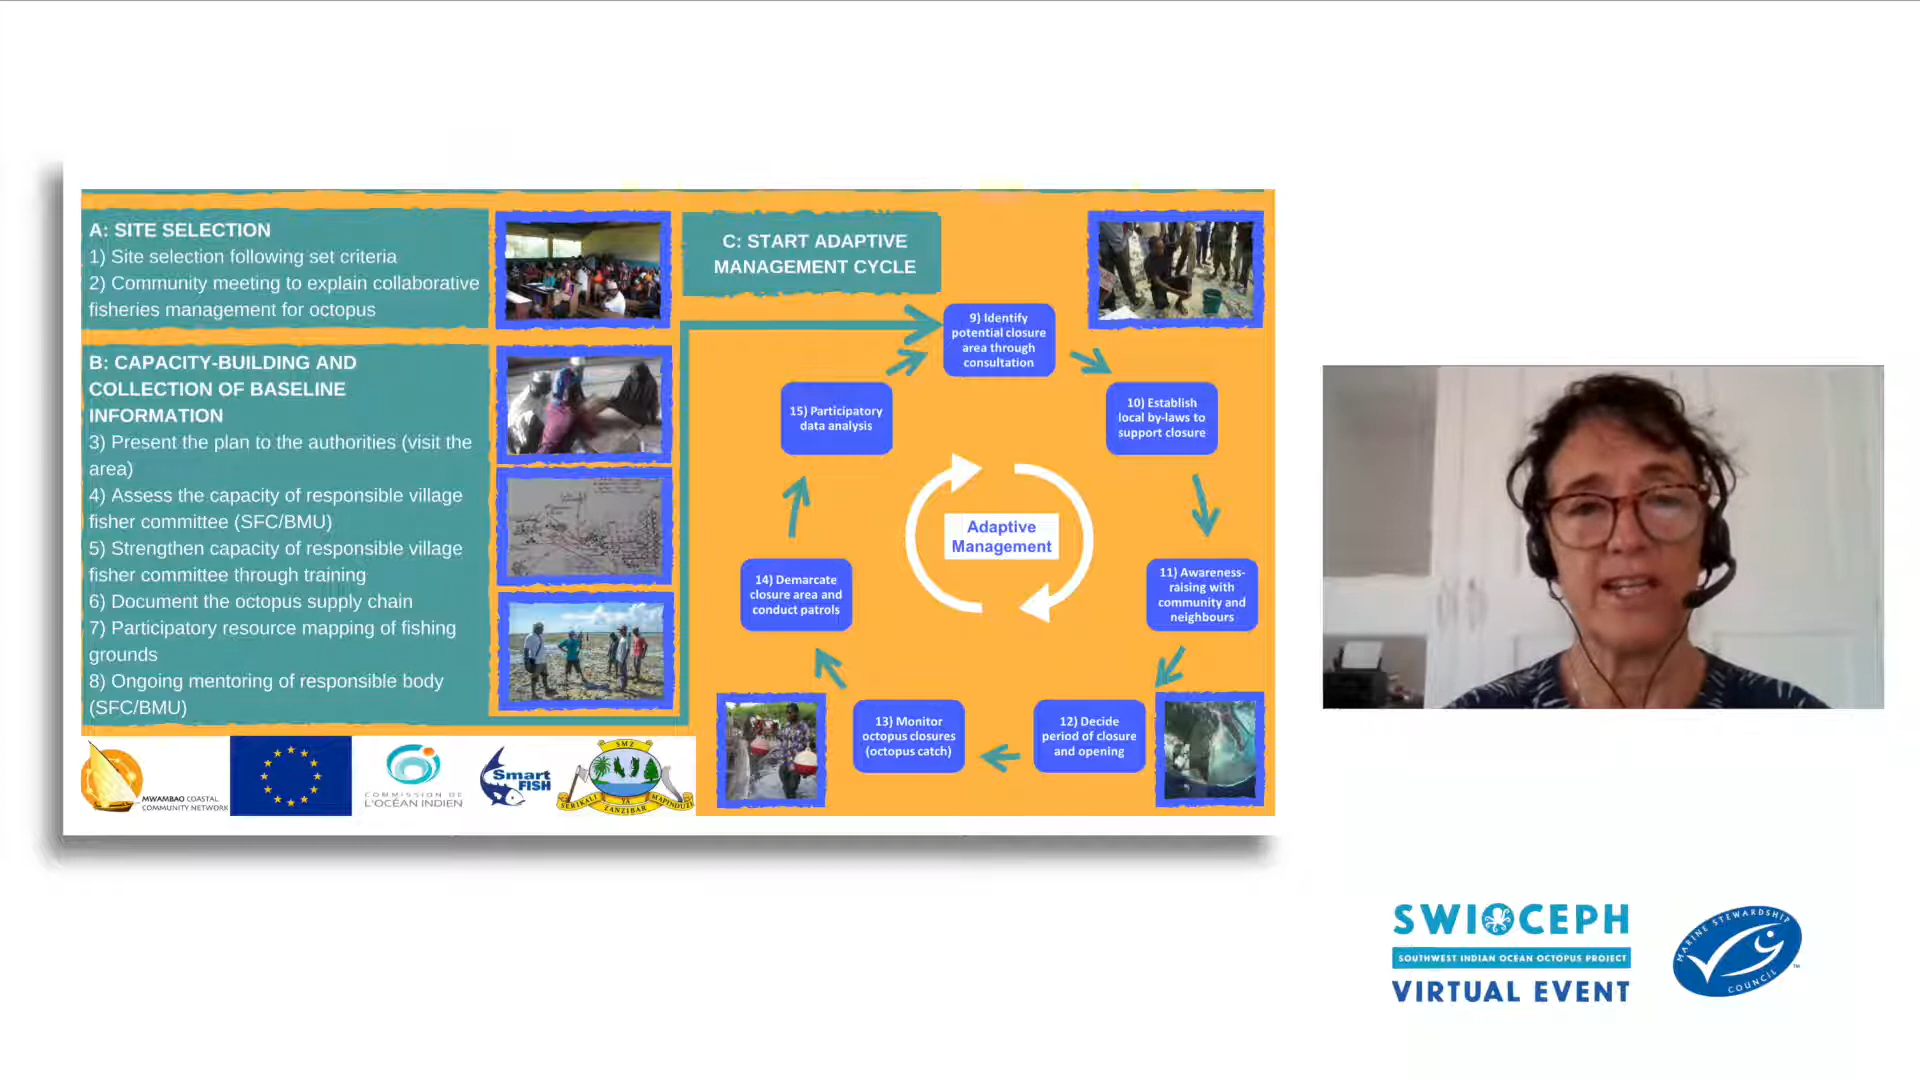 A: SITE SELECTION
1) Site selection following set criteria
2) Community meeting to explain collaborative
fisheries management for octopus
B: CAPACITY-BUILDING AND
COLLECTION OF BASELINE
INFORMATION
3) Present the plan to the authorities (visit the
area)
4) Assess the capacity of responsible village
fisher committee (SFC/BMU)
5) Strengthen capacity of responsible village
fisher committee through training
6) Document the octopus supply chain
7) Participatory resource mapping of fishing
grounds
8) Ongoing mentoring of responsible body
(SFC/BMU)
C: START ADAPTIVE
MANAGEMENT CYCLE
9) Identify
potential closure
area through
consultation
10) Establish
local by-laws to
support closure
11) Awareness-
raising with
community and
neighbours
12) Decide
period of closure
and opening
13) Monitor
octopus closures
(octopus catch)
14) Demarcate
closure area and
conduct patrols
15) Participatory
data analysis
Adaptive
Management
MWAMBAO COASTAL
COMMUNITY NETWORK
COMMISSION DE
L'OCÉAN INDIEN
Smart
FISH
SMZ
SERIKALI YA MAPINDUZI
ZANZIBAR
SWIOCEPH
SOUTHWEST INDIAN OCEAN OCTOPUS PROJECT
VIRTUAL EVENT
MARINE STEWARDSHIP
COUNCIL
TM